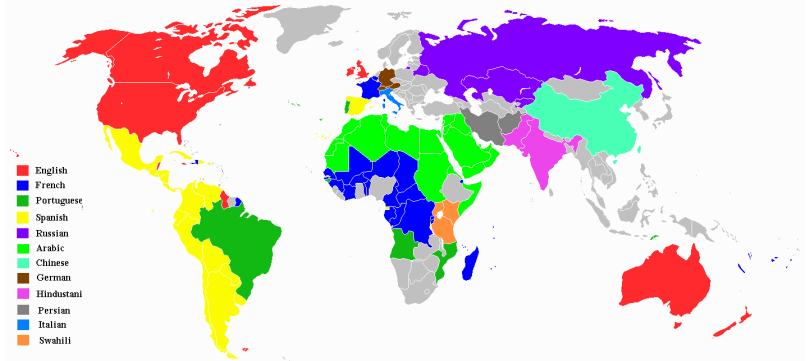 English
French
Portuguese
Spanish
Russian
Arabic
Chinese
German
Hindustani
Persian
Italian
Swahili